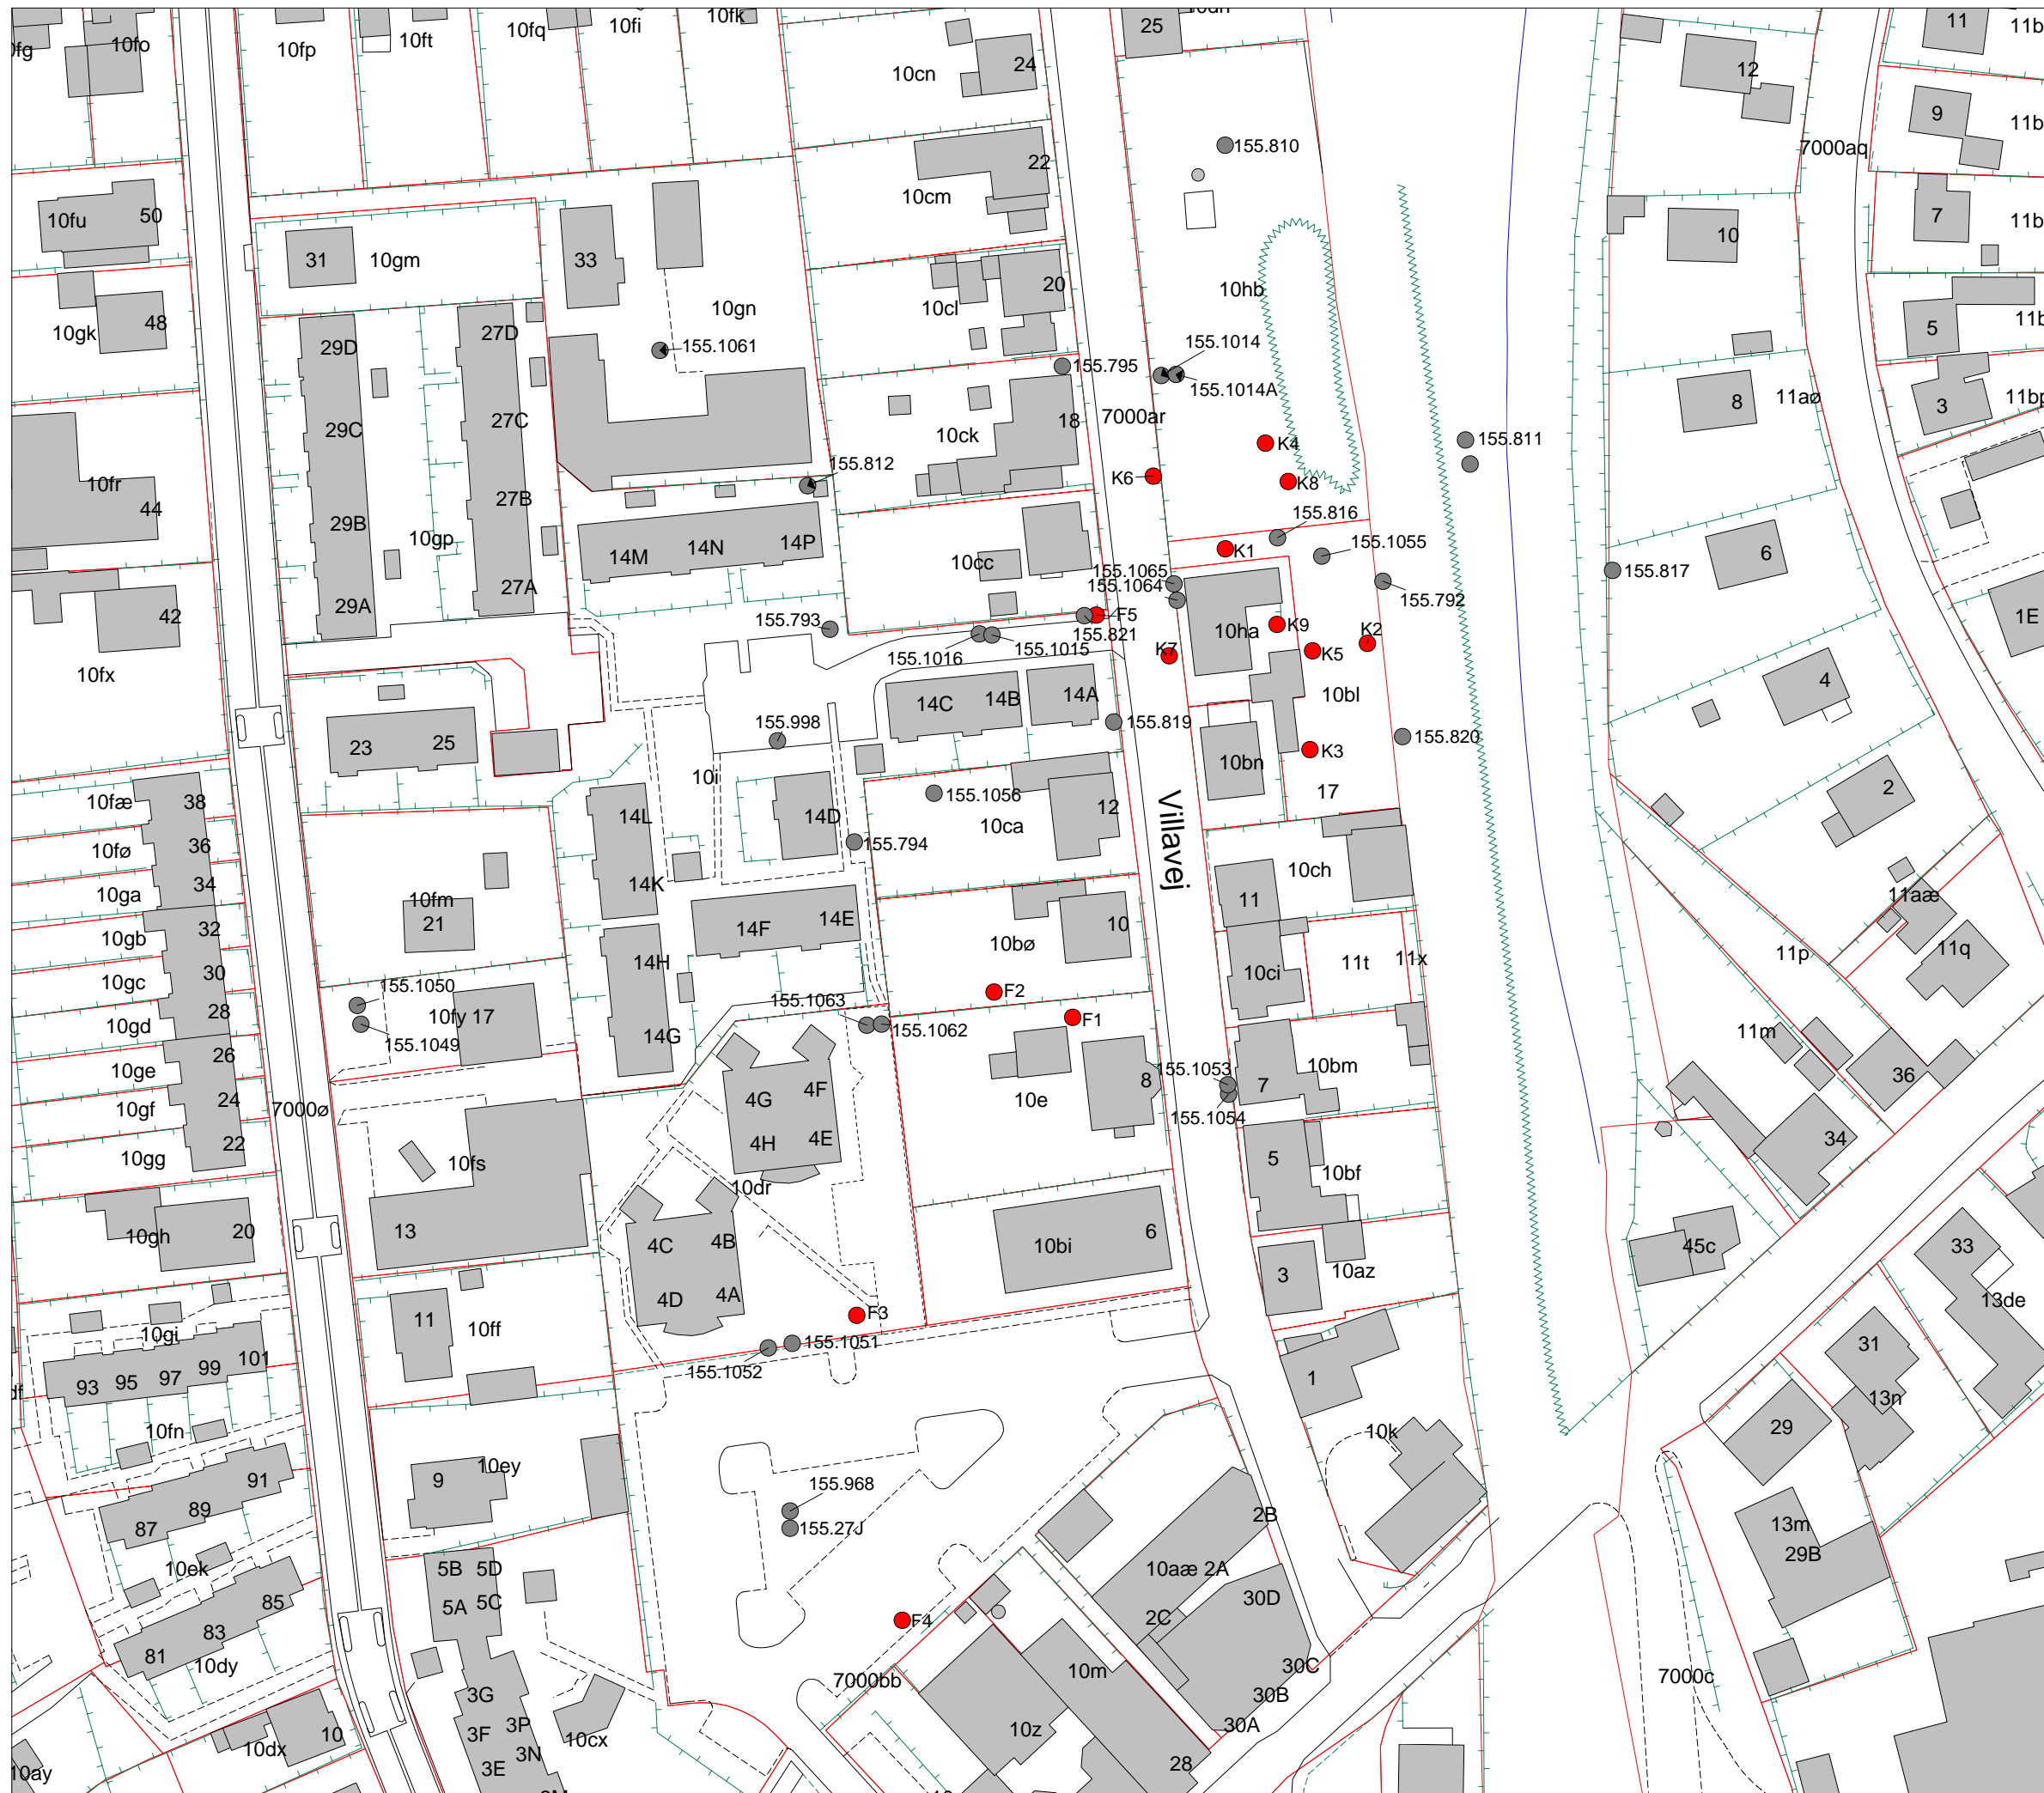 10fo
10fp
10ft
10fq
10fi
10fk
25
11
10cn
24
12
9
7000aq
155.810
22
10cm
10fu
50
7
10
31
10gm
33
10gn
20
10cl
10hb
10gk
48
29D
27D
155.1061
155.1014
155.795
155.1014A
5
8
11aø
3
29C
27C
18
7000ar
10ck
K4
155.811
155.812
K6
K8
10fr
44
27B
29B
10gp
14M
14N
14P
155.816
K1
155.1055
6
10cc
155.1065
155.1064
155.817
27A
29A
42
155.792
F5
155.793
155.821
1E
10ha
K9
K2
K7
K5
155.1016
155.1015
10fx
4
14C
14B
14A
10bl
155.998
155.819
155.820
23
25
K3
10i
10bn
2
17
155.1056
10fæ
38
14L
14D
12
10ca
Villavej
155.794
10fø
36
10ga
34
14K
10ch
11
11aæ
10fm
21
14F
14E
10
10gb
32
10bø
11p
11q
14H
10ci
11t
11x
10gc
30
155.1050
F2
155.1063
10gd
28
10fy
17
155.1062
F1
14G
155.1049
11m
10ge
26
155.1053
10bm
7
36
4G
4F
8
10gf
24
7000ø
10e
155.1054
10gg
22
4H
4E
34
10fs
5
10bf
10dr
10gh
20
13
4C
4B
10bi
6
45c
33
3
10az
4D
4A
13de
11
10ff
F3
10gi
101
155.1051
31
93
95
97
99
155.1052
1
13n
29
10fn
10k
91
9
10ey
155.968
89
87
155.27J
2B
13m
29B
10ek
5B
5D
10aæ
2A
5A
5C
30D
85
F4
2C
83
81
10dy
30C
10m
7000bb
7000c
3G
30B
3F
3P
10z
30A
10cx
10dx
10
3N
3E
28
10ay